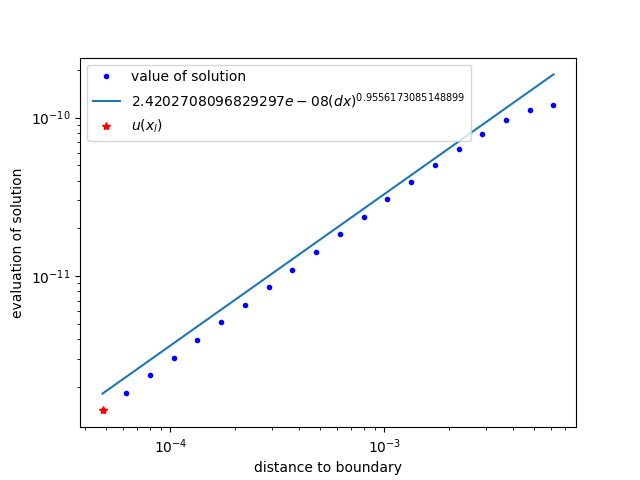 value of solution
2.4202708096829297e − 08(dx)^0.9556173085148899
u(x_l)
10^−10
10^−11
evaluation of solution
10^−4
10^−3
distance to boundary